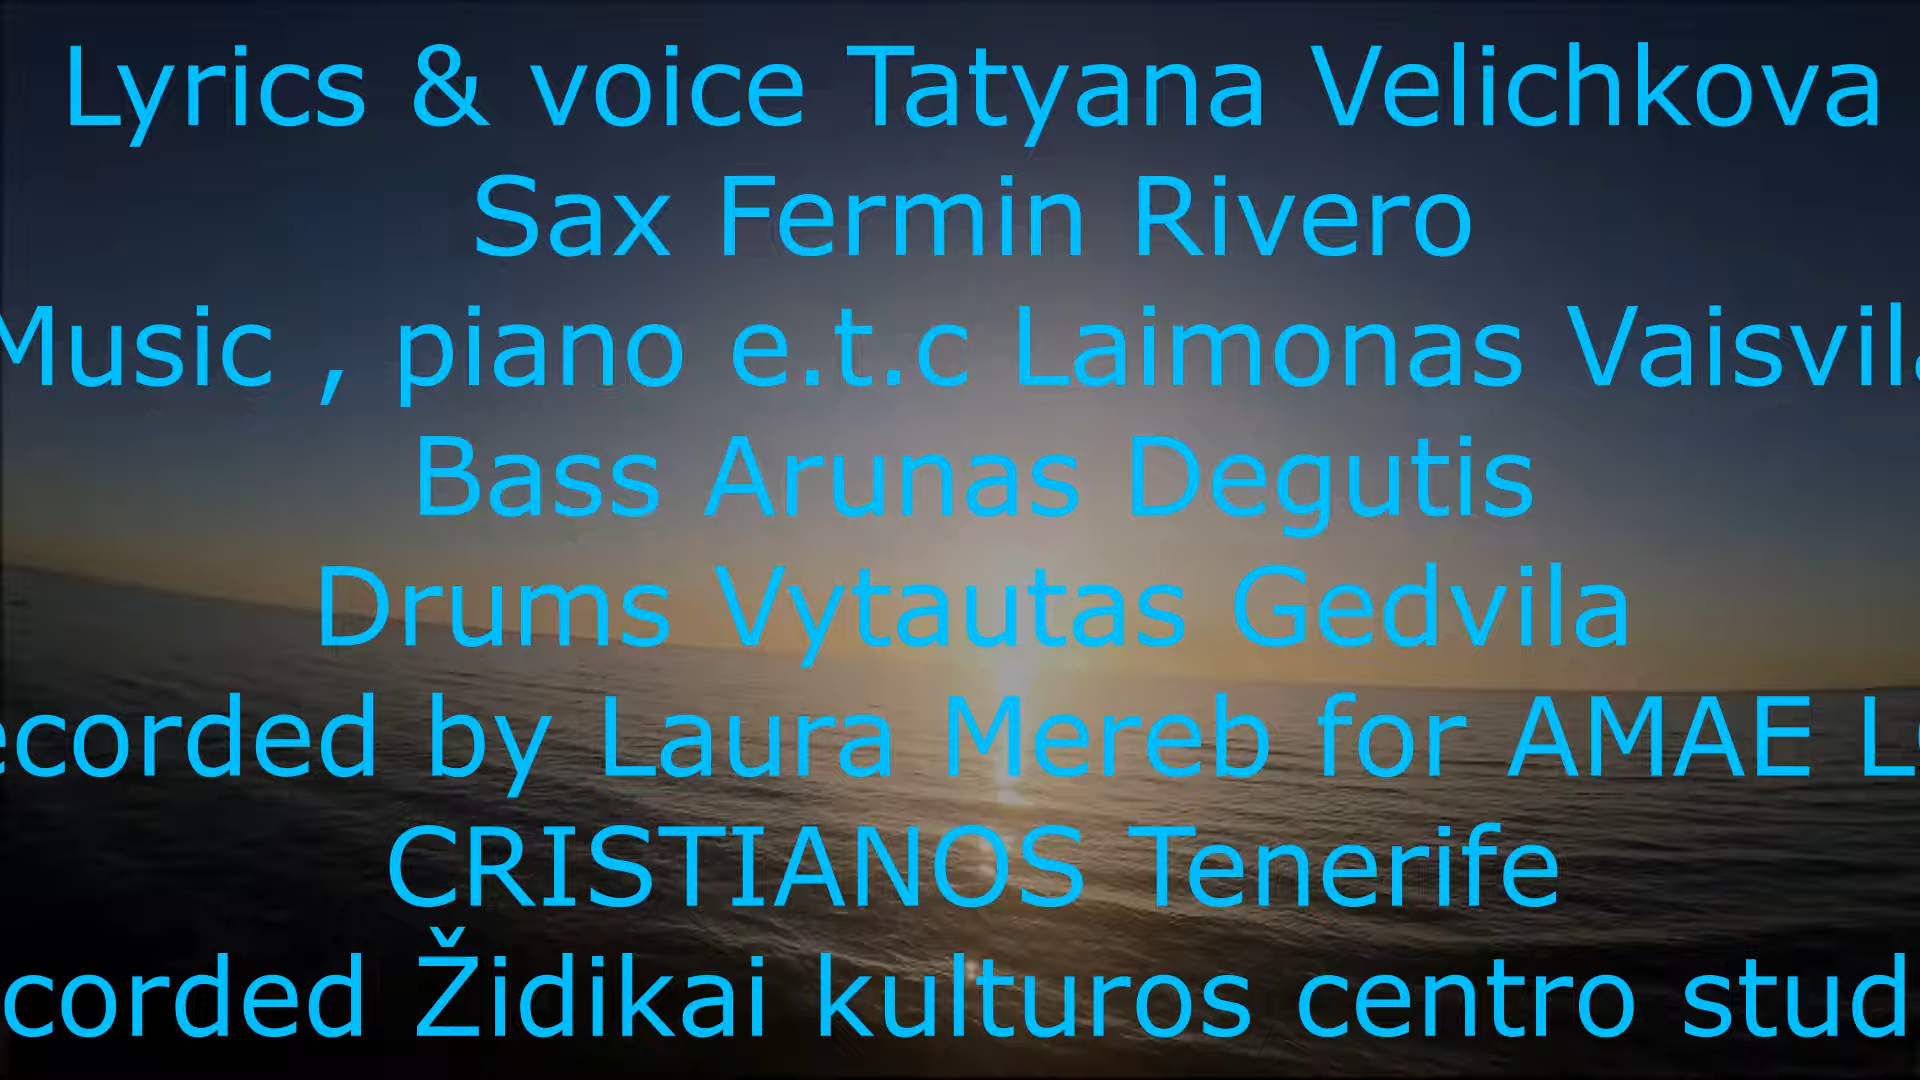 Lyrics & voice Tatyana Velichkova
Sax Fermin Rivero
Music , piano e.t.c Laimonas Vaisvila
Bass Arunas Degutis
Drums Vytautas Gedvila
ecorded by Laura Mereb for AMAE L
CRISTIANOS Tenerife
corded Židikai kulturos centro stud